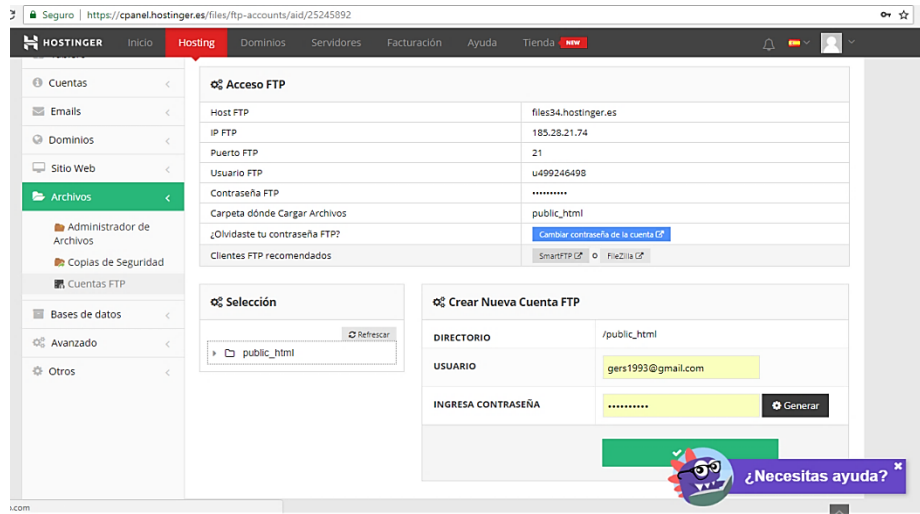 Seguro | https://cpanel.hostinger.es/files/ftp-accounts/aid/25245892
HOSTINGER Inicio Hosting Dominios Servidores Facturación Ayuda Tienda NEW
Cuentas
Emails
Dominios
Sitio Web
Archivos
Administrador de
Archivos
Copias de Seguridad
Cuentas FTP
Bases de datos
Avanzado
Otros
Acceso FTP
Host FTP files34.hostinger.es
IP FTP 185.28.21.74
Puerto FTP 21
Usuario FTP u499246498
Contraseña FTP ••••••••••
Carpeta dónde Cargar Archivos public_html
¿Olvidaste tu contraseña FTP? Cambiar contraseña de la cuenta
Clientes FTP recomendados SmartFTP O FileZilla
Selección
Refrescar
public_html
Crear Nueva Cuenta FTP
DIRECTORIO /public_html
USUARIO gers1993@gmail.com
INGRESA CONTRASEÑA •••••••••• Generar
¿Necesitas ayuda? ×